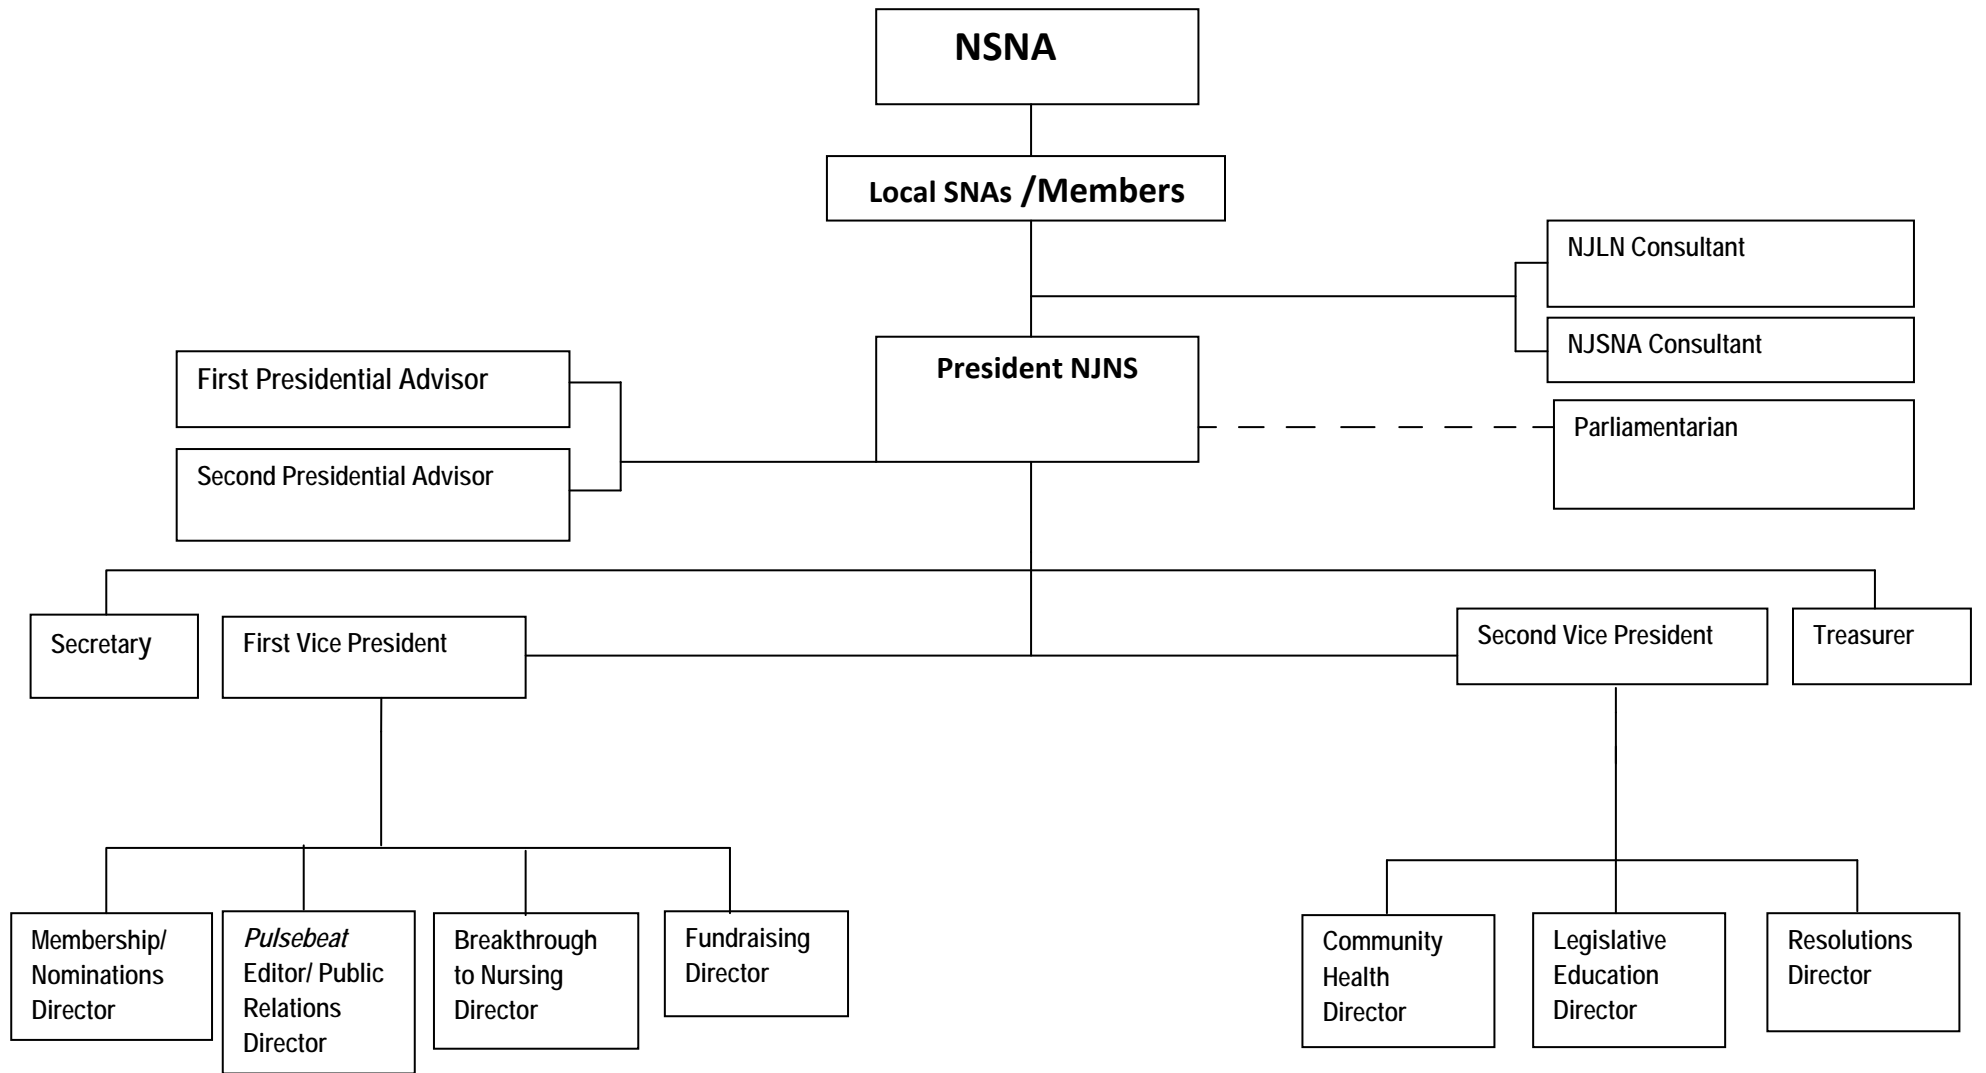 NSNA
Local SNAs /Members
NJLN Consultant
NJSNA Consultant
President NJNS
First Presidential Advisor
Second Presidential Advisor
Parliamentarian
Secretary
First Vice President
Second Vice President
Treasurer
Membership/
Nominations
Director
Pulsebeat
Editor/ Public
Relations
Director
Breakthrough
to Nursing
Director
Fundraising
Director
Community
Health
Director
Legislative
Education
Director
Resolutions
Director